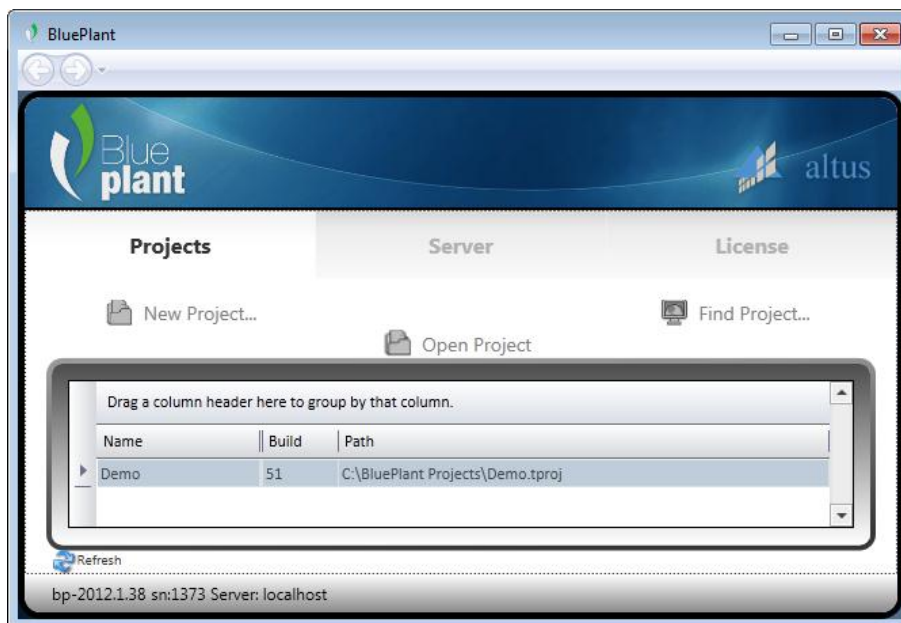 BluePlant
Blue
plant
altus
Projects Server License
New Project... Find Project...
Open Project
Drag a column header here to group by that column.
Name Build Path
Demo 51 C:\BluePlant Projects\Demo.tproj
Refresh
bp-2012.1.38 sn:1373 Server: localhost